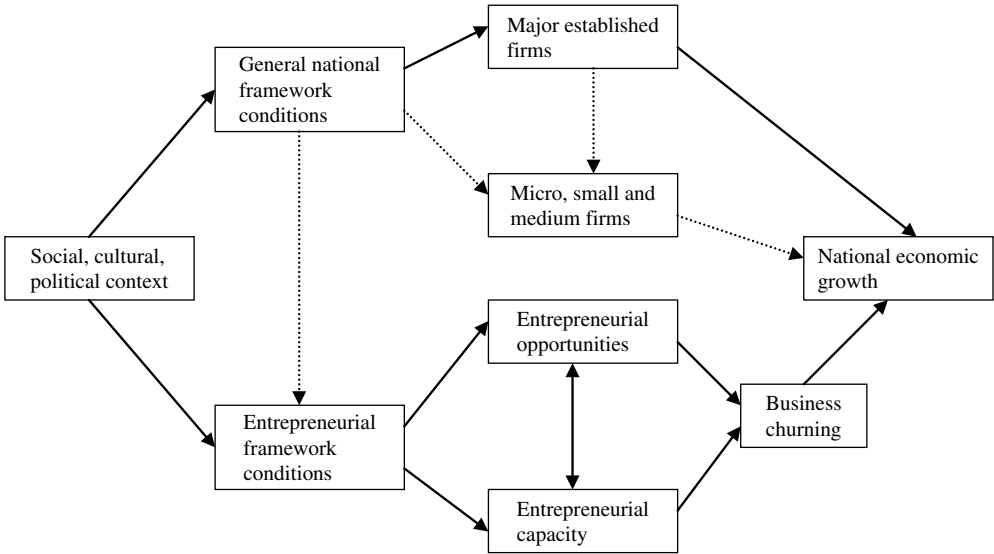 Major established
firms
General national
framework
conditions
Micro, small and
medium firms
Social, cultural,
political context
National economic
growth
Entrepreneurial
opportunities
Business
churning
Entrepreneurial
framework
conditions
Entrepreneurial
capacity